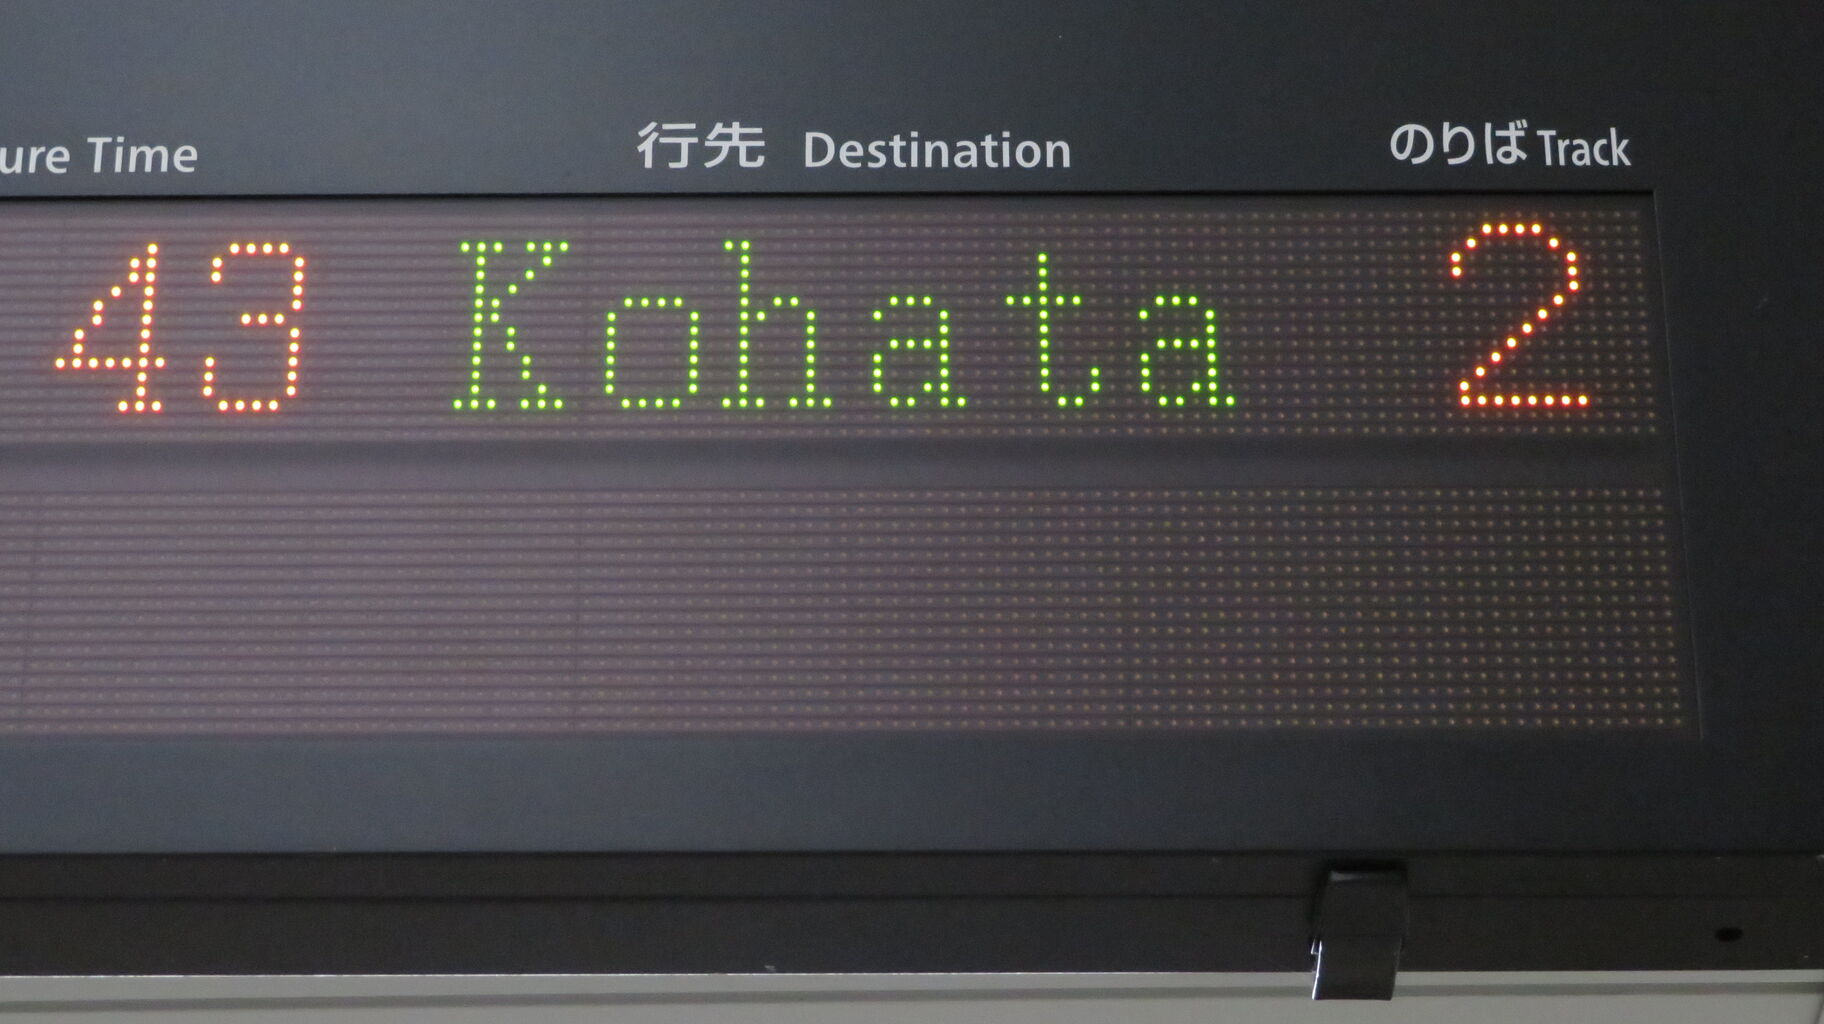 ure Time 行先 Destination のりば Track
43 Kohata 2